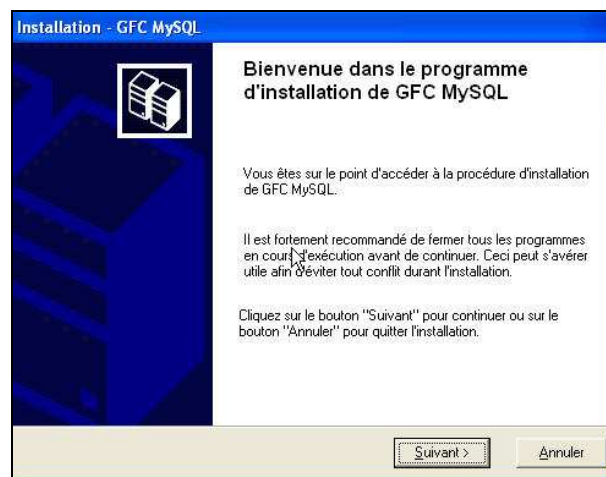 Installation - GFC MySQL
Bienvenue dans le programme
d'installation de GFC MySQL
Vous êtes sur le point d'accéder à la procédure d'installation
de GFC MySQL.
Il est fortement recommandé de fermer tous les programmes
en cours d'exécution avant de continuer. Ceci peut s'avérer
utile afin d'éviter tout conflit durant l'installation.
Cliquez sur le bouton "Suivant" pour continuer ou sur le
bouton "Annuler" pour quitter l'installation.
Suivant >
Annuler